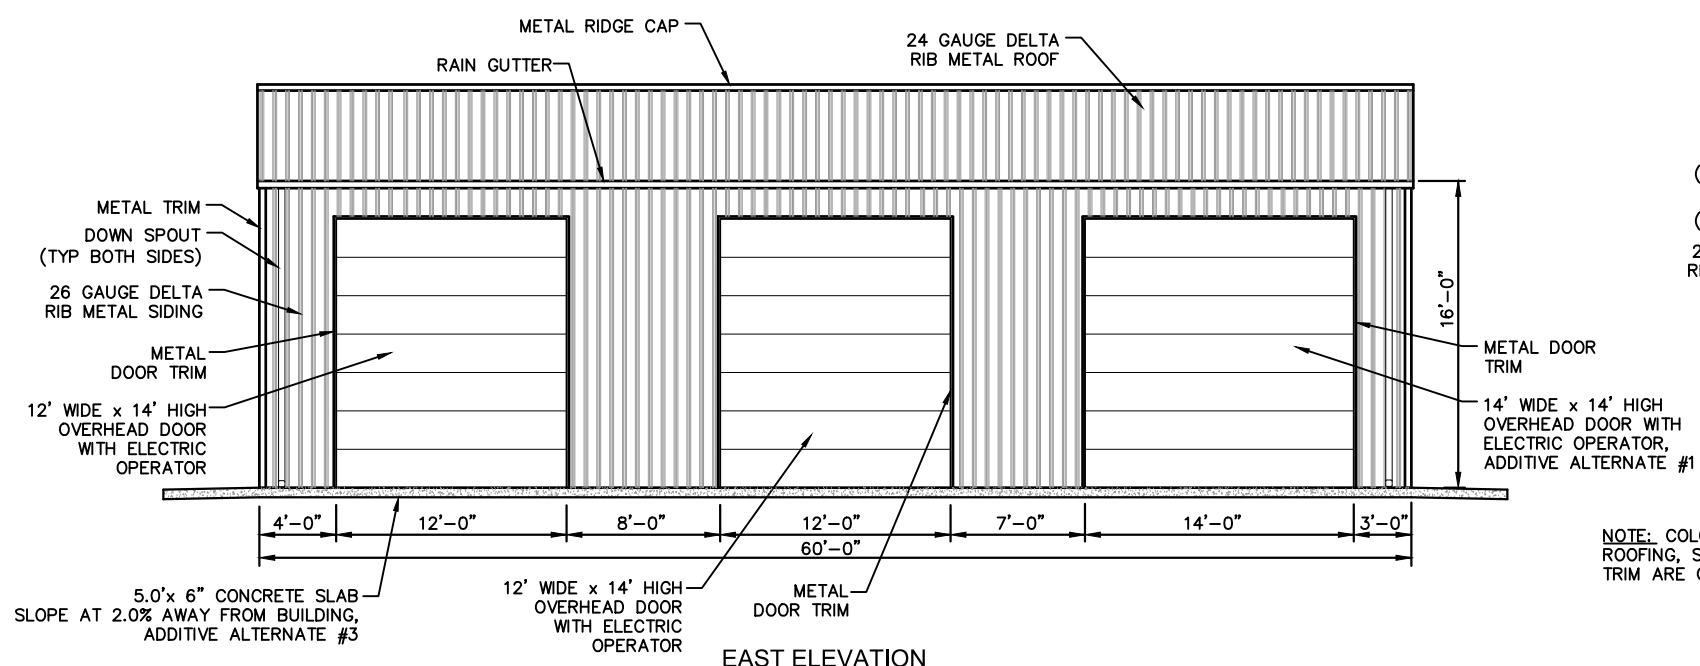 METAL RIDGE CAP
24 GAUGE DELTA
RIB METAL ROOF
RAIN GUTTER
METAL TRIM
DOWN SPOUT
(TYP BOTH SIDES)
26 GAUGE DELTA
RIB METAL SIDING
METAL
DOOR TRIM
12' WIDE x 14' HIGH
OVERHEAD DOOR
WITH ELECTRIC
OPERATOR
16'-0"
METAL DOOR
TRIM
14' WIDE x 14' HIGH
OVERHEAD DOOR WITH
ELECTRIC OPERATOR,
ADDITIVE ALTERNATE #1
4'-0"
12'-0"
8'-0"
12'-0"
7'-0"
14'-0"
3'-0"
60'-0"
5.0'x 6" CONCRETE SLAB
SLOPE AT 2.0% AWAY FROM BUILDING,
ADDITIVE ALTERNATE #3
12' WIDE x 14' HIGH
OVERHEAD DOOR
WITH ELECTRIC
OPERATOR
METAL
DOOR TRIM
EAST ELEVATION
NOTE:
ROOFING,
TRIM ARE